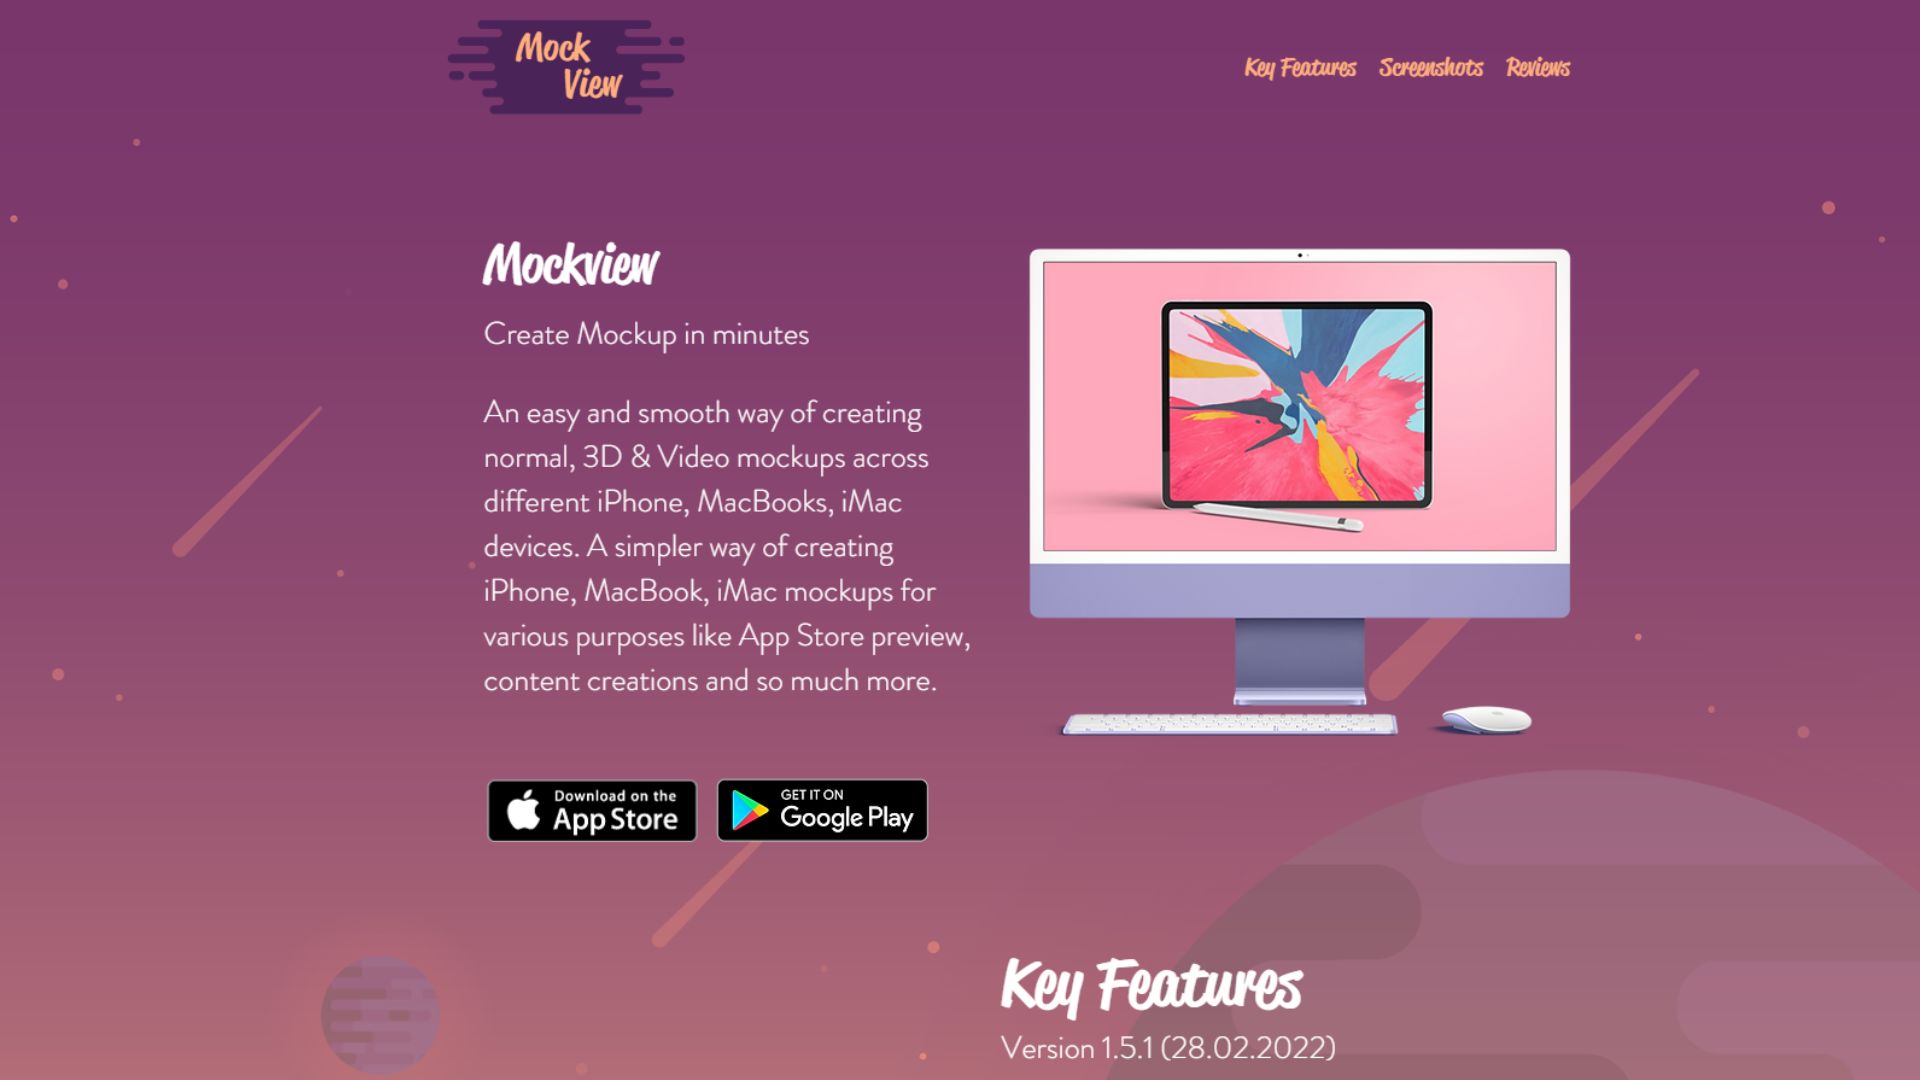 Mock
View
Key Features Screenshots Reviews
Mockview
Create Mockup in minutes
An easy and smooth way of creating
normal, 3D & Video mockups across
different iPhone, MacBooks, iMac
devices. A simpler way of creating
iPhone, MacBook, iMac mockups for
various purposes like App Store preview,
content creations and so much more.
Download on the
App Store
GET IT ON
Google Play
Key Features
Version 1.5.1 (28.02.2022)